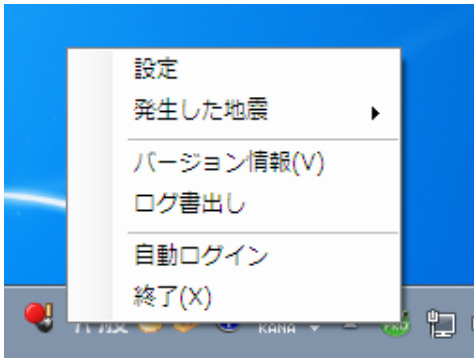 設定
発生した地震
バージョン情報(V)
ログ書出し
自動ログイン
終了(X)
KANA